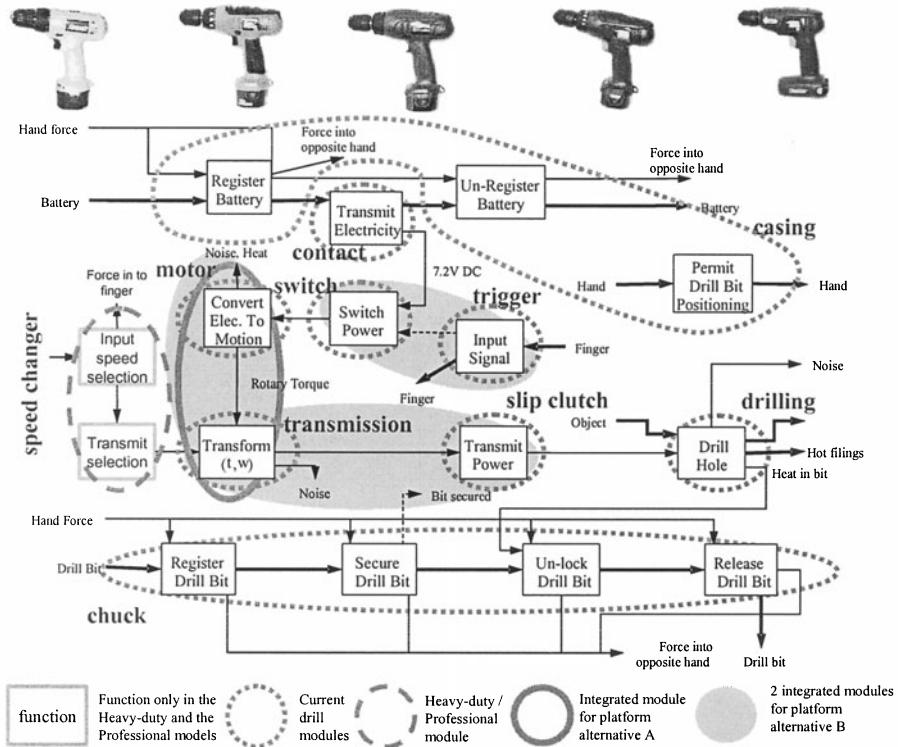 Hand force
Force into
opposite hand
Force into
opposite hand
Register
Battery
Un-Register
Battery
Battery
Transmit
Electricity
Battery
casing
contact
Noise, Heat
motor
7.2V DC
Force in to
finger
switch
trigger
Hand
Permit
Drill Bit
Positioning
Hand
Convert
Elec. To
Motion
Switch
Power
Input
Signal
Finger
speed changer
Input
speed
selection
Finger
Noise
Rotary Torque
slip clutch
drilling
Object
transmission
Transmit
selection
Transform
(t,w)
Transmit
Power
Drill
Hole
Hot filings
Heat in bit
Noise
Bit secured
Hand Force
Drill Bit
Register
Drill Bit
Secure
Drill Bit
Un-lock
Drill Bit
Release
Drill Bit
chuck
Force into
opposite hand
Drill bit
function
Function only in the
Heavy-duty and the
Professional models
Current
drill
modules
Heavy-duty /
Professional
module
Integrated module
for platform
alternative A
2 integrated modules
for platform
alternative B